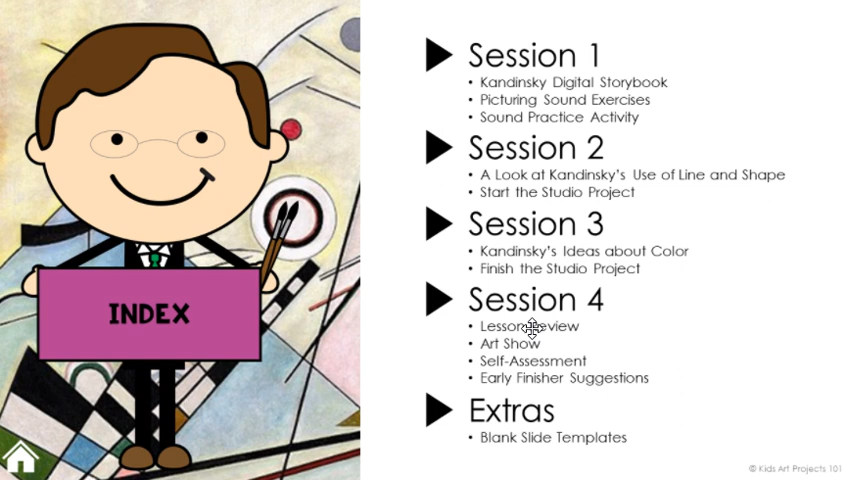 INDEX
Session 1
• Kandinsky Digital Storybook
• Picturing Sound Exercises
• Sound Practice Activity
Session 2
• A Look at Kandinsky's Use of Line and Shape
• Start the Studio Project
Session 3
• Kandinsky's Ideas about Color
• Finish the Studio Project
Session 4
• Lesson Review
• Art Show
• Self-Assessment
• Early Finisher Suggestions
Extras
• Blank Slide Templates
© Kids Art Projects 101